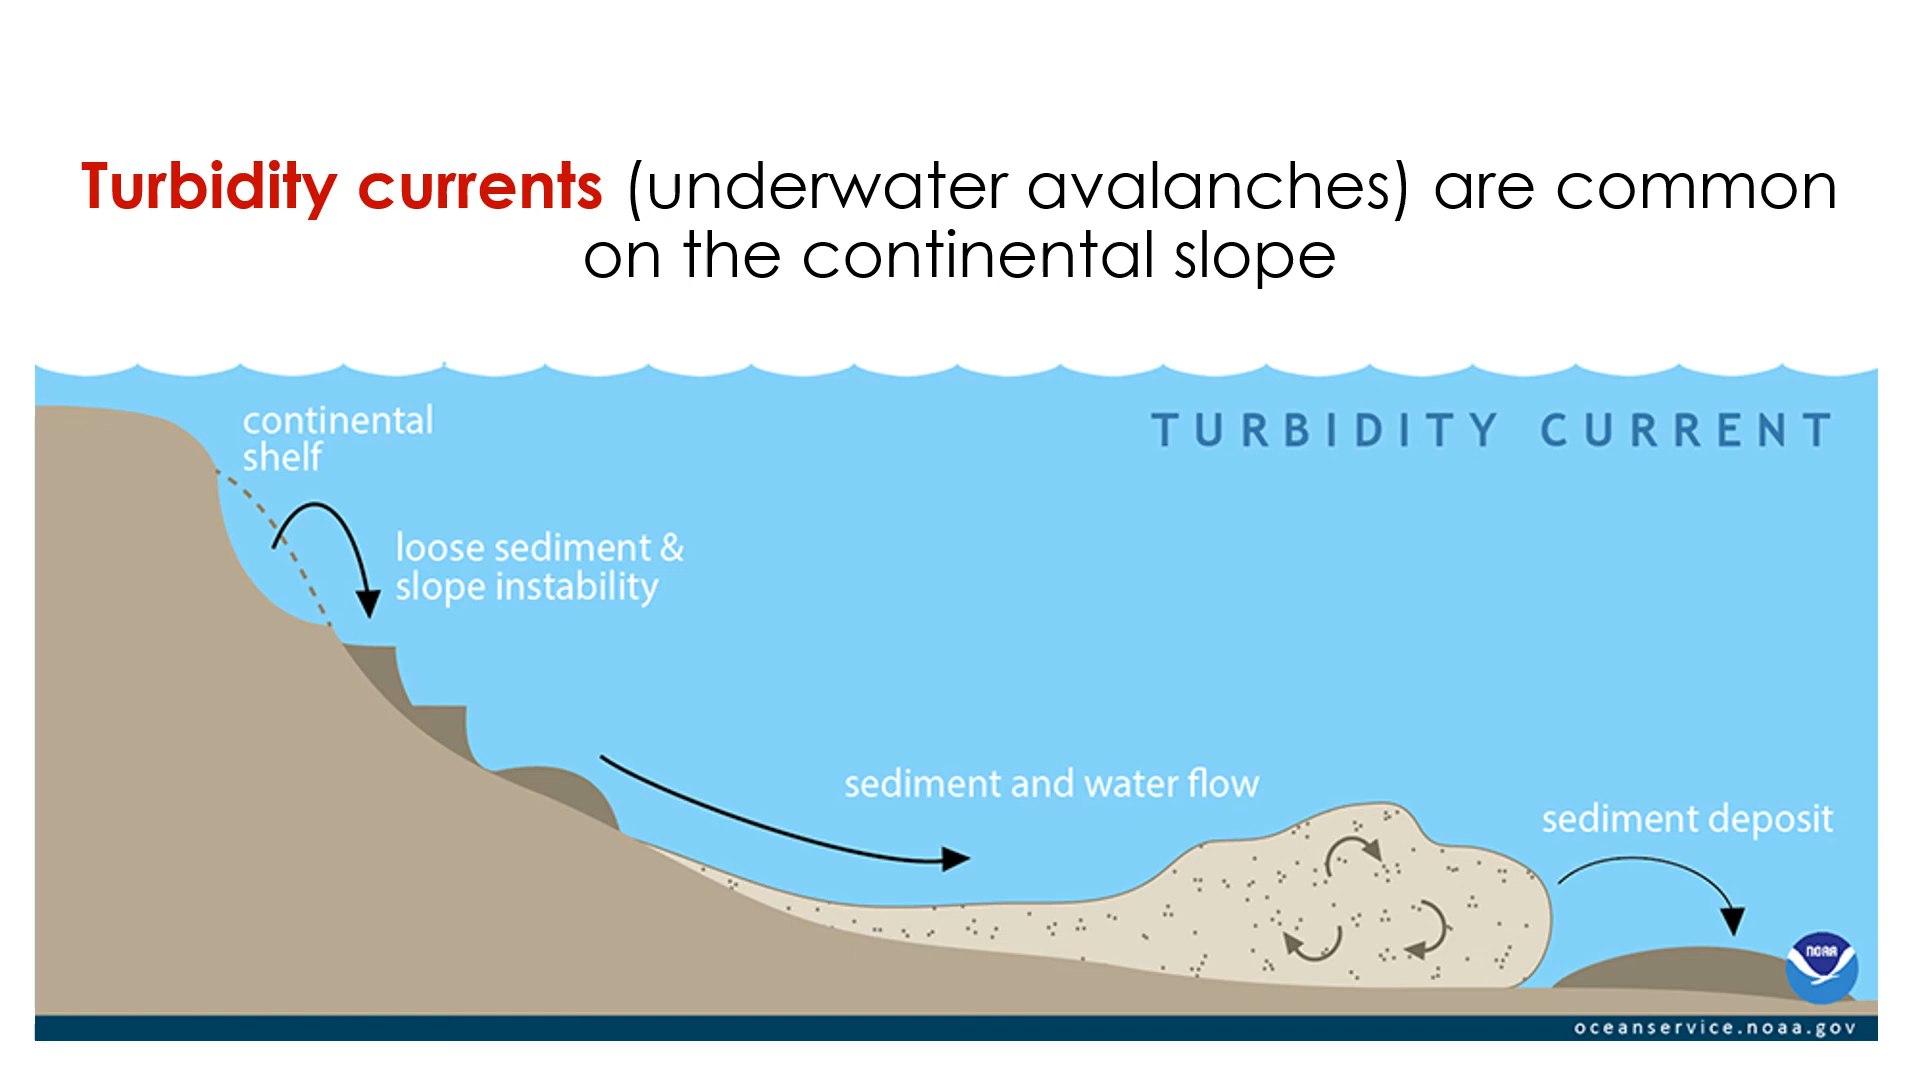 Turbidity currents (underwater avalanches) are common
on the continental slope
continental
shelf
TURBIDITY CURRENT
loose sediment &
slope instability
sediment and water flow
sediment deposit
NOAA
oceanservice.noaa.gov